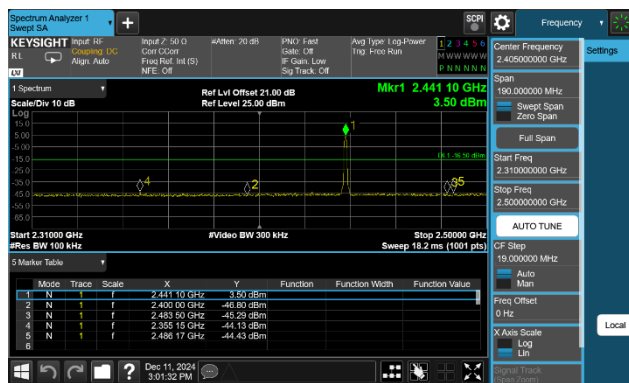 Spectrum Analyzer 1
Swept SA
+
SCPI
Frequency
KEYSIGHT Input: RF
RL
Coupling: DC
Align: Auto
Input Z: 50 Ω
Corr CCorr
Freq Ref: Int (S)
NFE: Off
#Atten: 20 dB
PNO: Fast
Gate: Off
IF Gain: Low
Sig Track: Off
Avg Type: Log-Power
Trig: Free Run
1 2 3 4 5 6
M W W W W W
P N N N N N
LXI
1 Spectrum
Scale/Div 10 dB
Ref Lvl Offset 21.00 dB
Ref Level 25.00 dBm
Mkr1 2.441 10 GHz
3.50 dBm
Log
15.0
5.00
-5.00
-15.0
-25.0
-35.0
-45.0
-55.0
-65.0
1
DL1 -16.50 dBm
4
2
5
Start 2.31000 GHz
#Res BW 100 kHz
#Video BW 300 kHz
Stop 2.50000 GHz
Sweep 18.2 ms (1001 pts)
5 Marker Table
Mode Trace Scale X Y Function Function Width Function Value
1 N 1 f 2.441 10 GHz 3.50 dBm
2 N 1 f 2.400 00 GHz -46.80 dBm
3 N 1 f 2.483 50 GHz -45.29 dBm
4 N 1 f 2.355 15 GHz -44.13 dBm
5 N 1 f 2.486 17 GHz -44.43 dBm
6
?
Dec 11, 2024
3:01:32 PM
Center Frequency
2.405000000 GHz
Span
190.000000 MHz
Swept Span
Zero Span
Full Span
Start Freq
2.310000000 GHz
Stop Freq
2.500000000 GHz
AUTO TUNE
CF Step
19.000000 MHz
Auto
Man
Freq Offset
0 Hz
X Axis Scale
Log
Lin
Signal Track
(Span Zoom)
Settings
Local